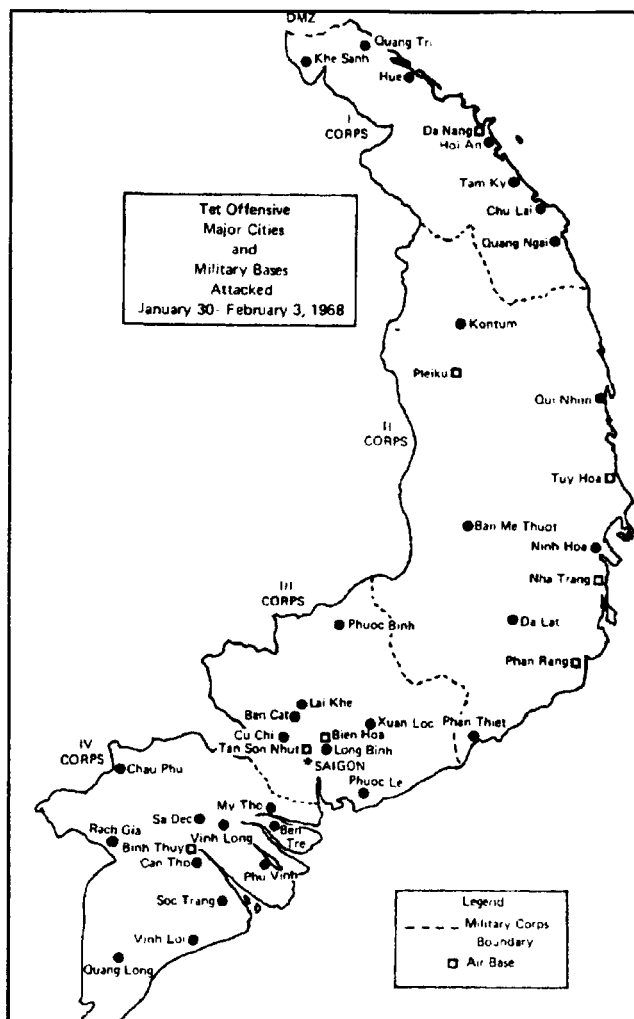 DMZ
Quang Tri
Khe Sanh
Hue
I
CORPS
Da Nang
Hoi An
Tam Ky
Chu Lai
Quang Ngai
Tet Offensive
Major Cities
and
Military Bases
Attacked
January 30- February 3, 1968
Kontum
Pleiku
Qui Nhon
II
CORPS
Tuy Hoa
Ban Me Thuot
Ninh Hoa
Nha Trang
III
CORPS
Phuoc Binh
Da Lat
Phan Rang
Lai Khe
Ben Cat
Xuan Loc
Phan Thiet
Cu Chi
Bien Hoa
Tan Son Nhut
Long Binh
SAIGON
IV
CORPS
Chau Phu
Phuoc Le
My Tho
Sa Dec
Rach Gia
Vinh Long
Ben
Tre
Binh Thuy
Can Tho
Phu Vinh
Soc Trang
Vinh Loi
Quang Long
Legend
Military Corps
Boundary
Air Base